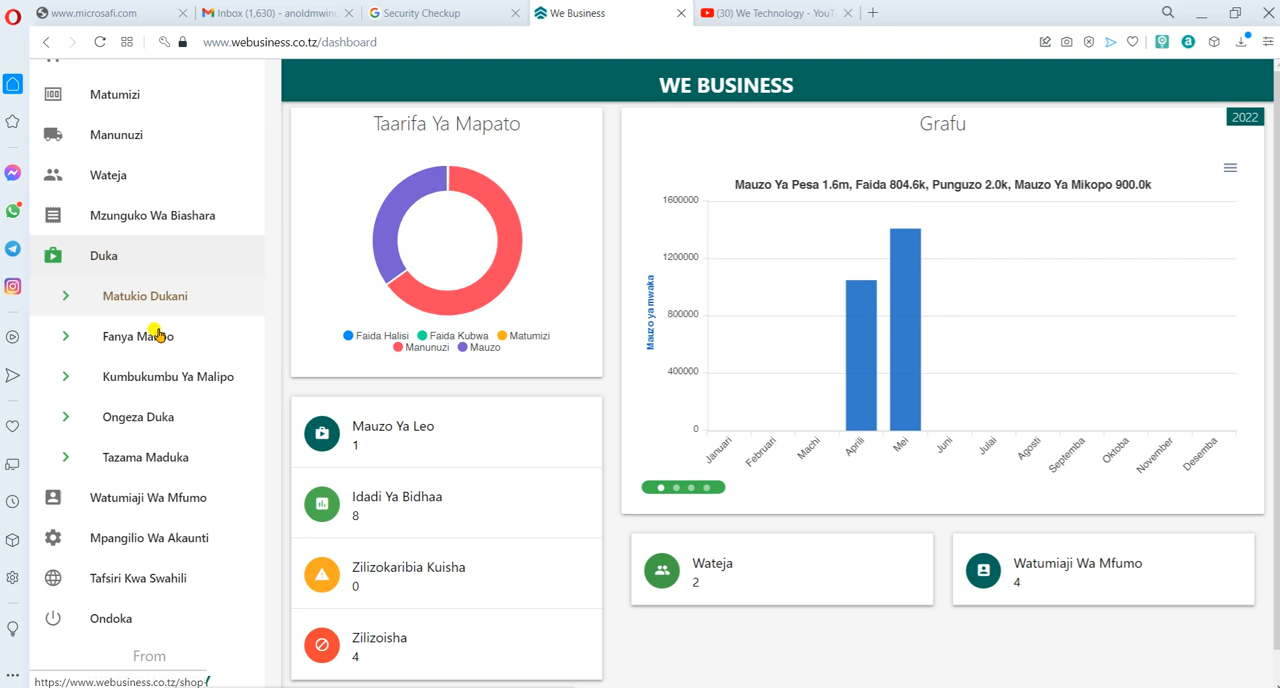 www.microsafi.com
Inbox (1,630) - anoldmwinu
Security Checkup
We Business
(30) We Technology - YouT
www.webusiness.co.tz/dashboard
Matumizi
Manunuzi
Wateja
Mzunguko Wa Biashara
Duka
Matukio Dukani
Fanya
Kumbukumbu Ya Malipo
Ongeza Duka
Tazama Maduka
Watumiaji Wa Mfumo
Mpangilio Wa Akaunti
Tafsiri Kwa Swahili
Ondoka
From
https://www.webusiness.co.tz/shop
WE BUSINESS
Taarifa Ya Mapato
Faida Halisi Faida Kubwa Matumizi
Manunuzi Mauzo
Mauzo Ya Leo
1
Idadi Ya Bidhaa
8
Zilizokaribia Kuisha
0
Zilizoisha
4
Grafu
2022
Mauzo Ya Pesa 1.6m, Faida 804.6k, Punguzo 2.0k, Mauzo Ya Mikopo 900.0k
Mauzo ya mwaka
1600000
1200000
800000
400000
0
Januari Februari Machi Aprili Mei Juni Julai Agosti Septemba Oktoba November Desemba
Wateja
2
Watumiaji Wa Mfumo
4